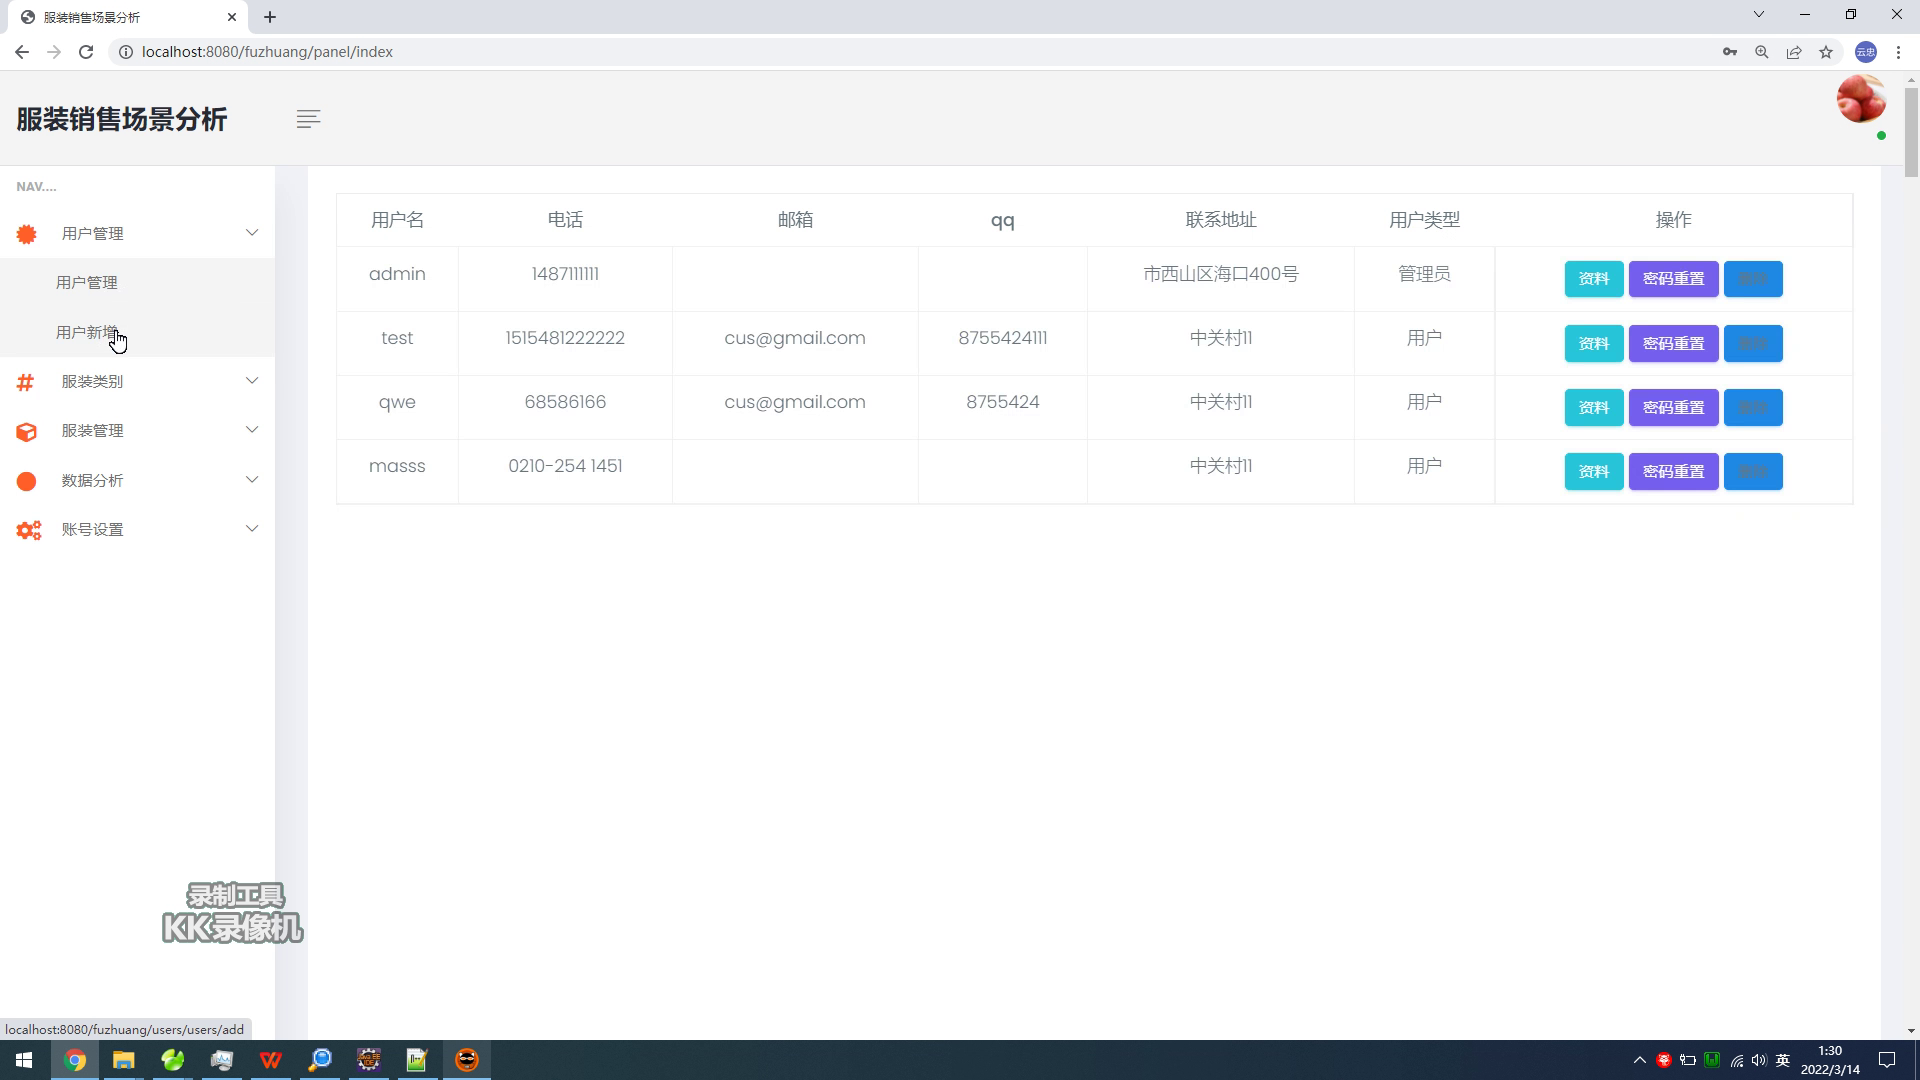 服装销售场景分析
localhost:8080/fuzhuang/panel/index
云忠
服装销售场景分析
NAV....
用户管理
用户管理
用户新增
服装类别
服装管理
数据分析
账号设置
用户名 电话 邮箱 qq 联系地址 用户类型 操作
admin 1487111111 市西山区海口400号 管理员 资料 密码重置
test 1515481222222 cus@gmail.com 8755424111 中关村11 用户 资料 密码重置
qwe 68586166 cus@gmail.com 8755424 中关村11 用户 资料 密码重置
masss 0210-254 1451 中关村11 用户 资料 密码重置
录制工具
KK录像机
localhost:8080/fuzhuang/users/users/add
英
1:30
2022/3/14